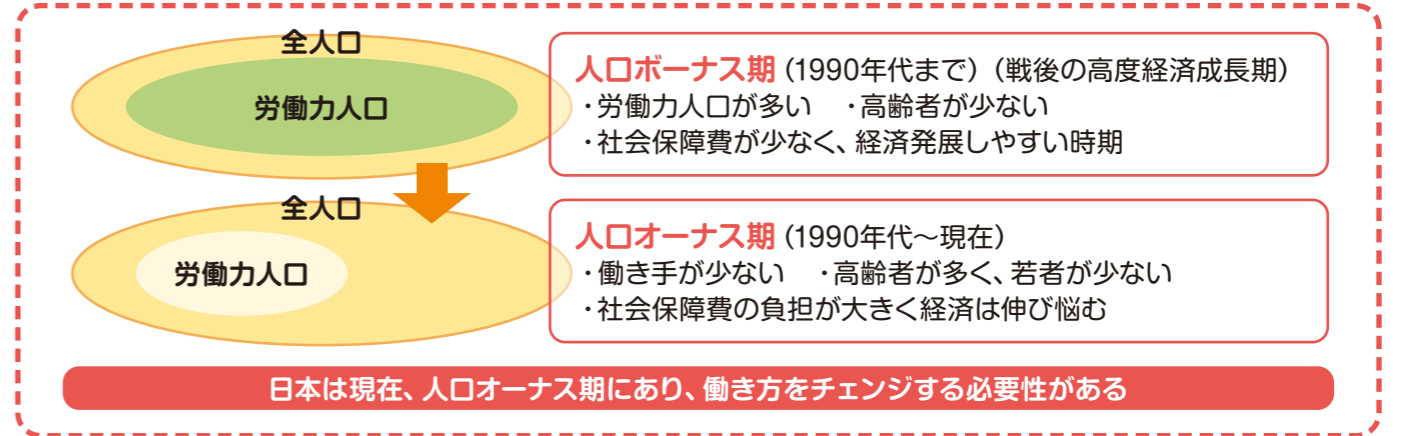 全人口
労働力人口
人口ボーナス期（1990年代まで）（戦後の高度経済成長期）
・労働力人口が多い　・高齢者が少ない
・社会保障費が少なく、経済発展しやすい時期
全人口
労働力人口
人口オーナス期（1990年代〜現在）
・働き手が少ない　・高齢者が多く、若者が少ない
・社会保障費の負担が大きく経済は伸び悩む
日本は現在、人口オーナス期にあり、働き方をチェンジする必要性がある